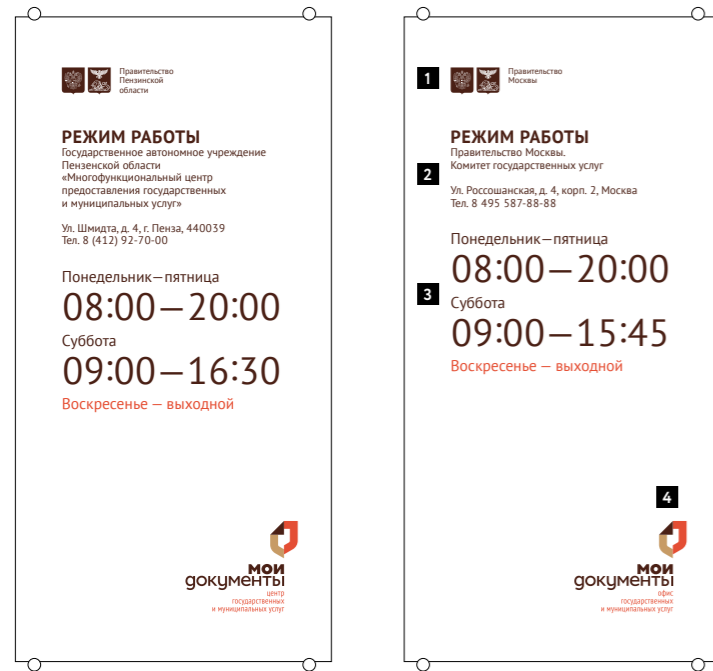 Правительство
Пензенской
области
РЕЖИМ РАБОТЫ
Государственное автономное учреждение
Пензенской области
«Многофункциональный центр
предоставления государственных
и муниципальных услуг»
Ул. Шмидта, д. 4, г. Пенза, 440039
Тел. 8 (412) 92-70-00
Понедельник—пятница
08:00—20:00
Суббота
09:00—16:30
Воскресенье — выходной
мои
документы
центр
государственных
и муниципальных услуг
1
Правительство
Москвы
РЕЖИМ РАБОТЫ
Правительство Москвы.
2
Комитет государственных услуг
Ул. Россошанская, д. 4, корп. 2, Москва
Тел. 8 495 587-88-88
Понедельник—пятница
08:00—20:00
3
Суббота
09:00—15:45
Воскресенье — выходной
4
мои
документы
офис
государственных
и муниципальных услуг